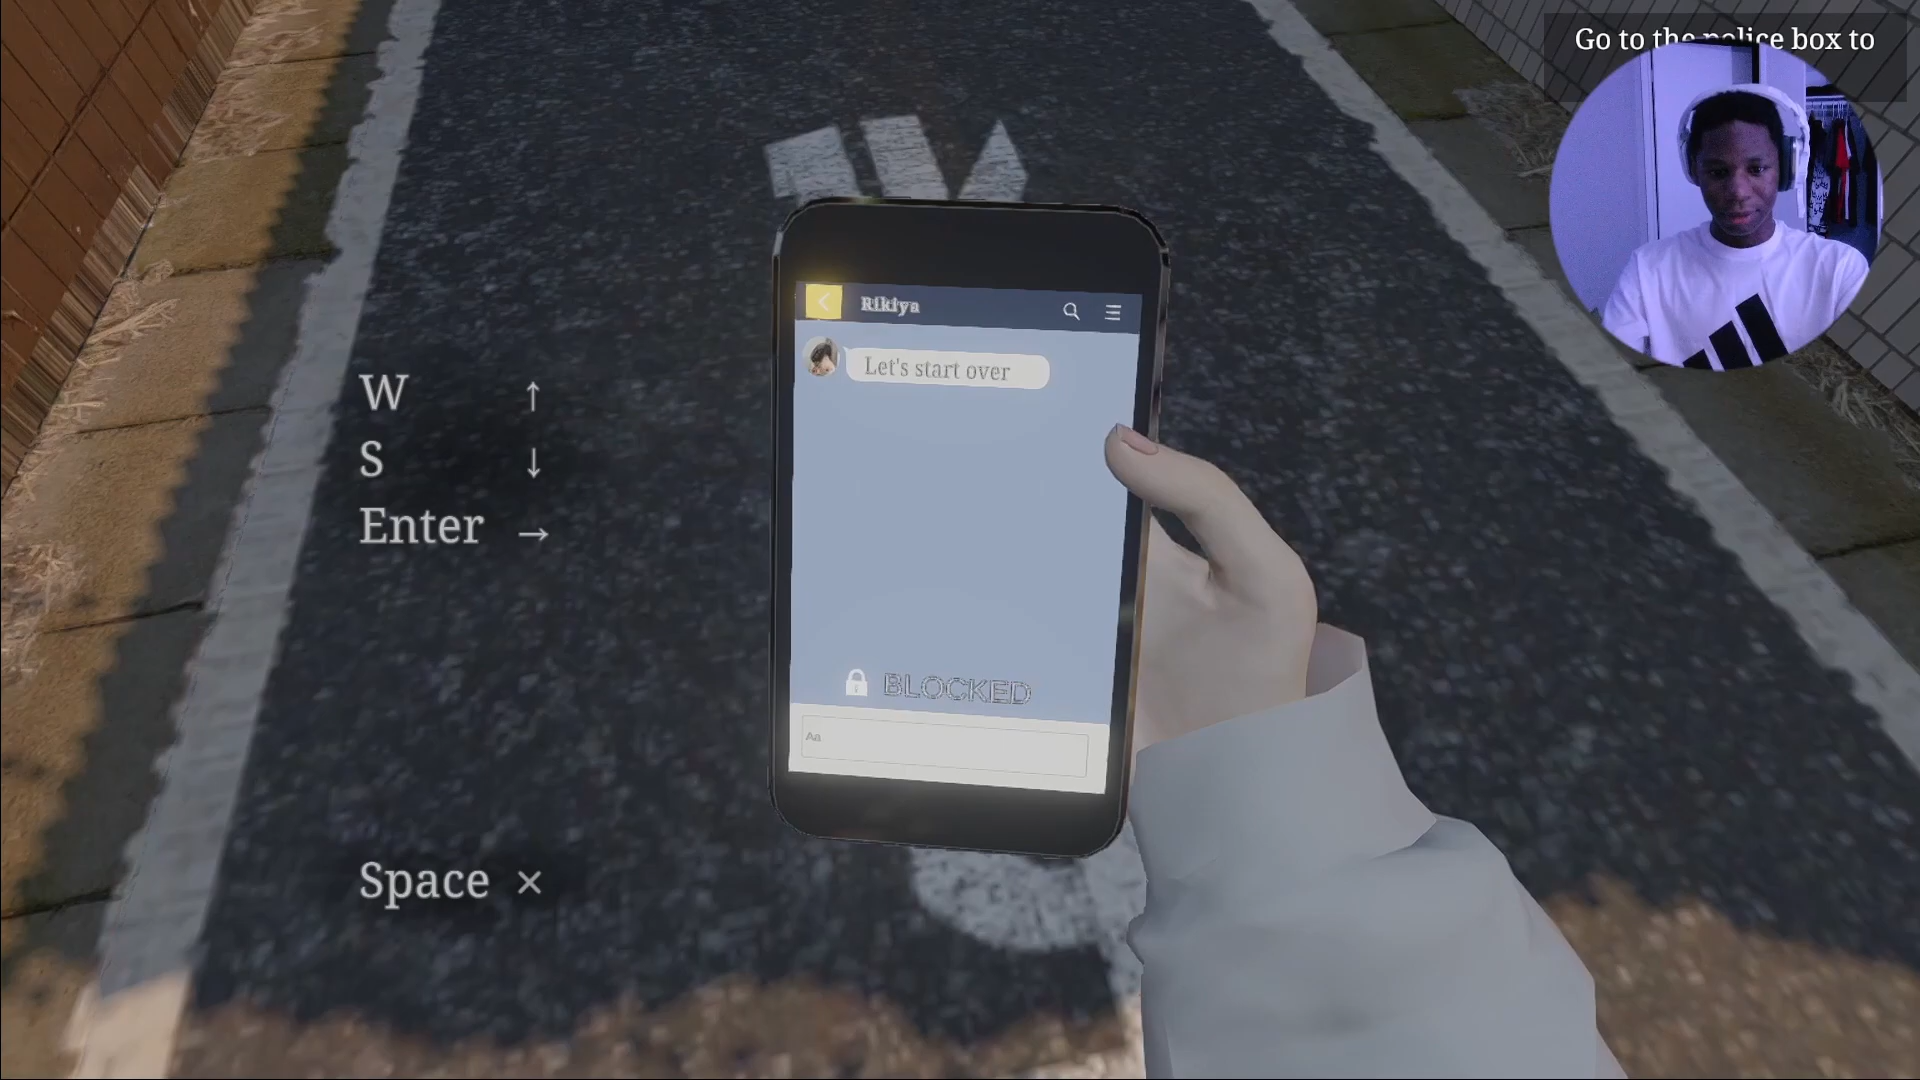 Go to the police box to
Rikiya
Let's start over
W ↑
S ↓
Enter →
BLOCKED
Aa
Space ×